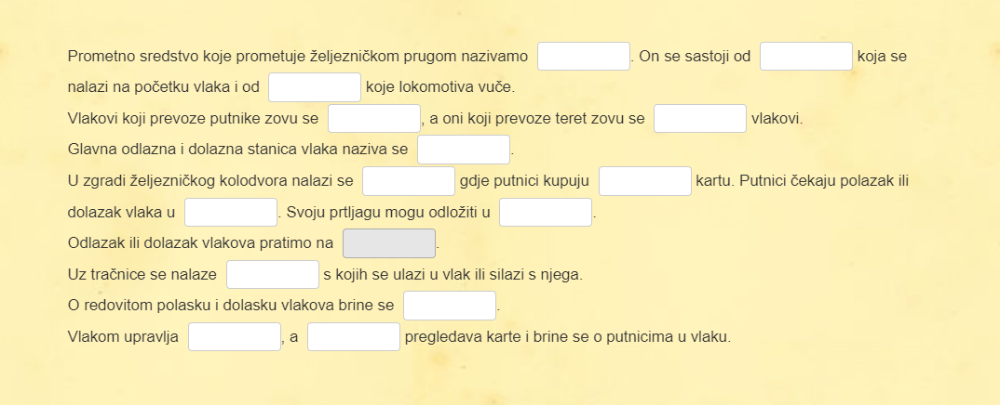 Prometno sredstvo koje prometuje željezničkom prugom nazivamo . On se sastoji od koja se
nalazi na početku vlaka i od koje lokomotiva vuče.
Vlakovi koji prevoze putnike zovu se , a oni koji prevoze teret zovu se vlakovi.
Glavna odlazna i dolazna stanica vlaka naziva se .
U zgradi željezničkog kolodvora nalazi se gdje putnici kupuju kartu. Putnici čekaju polazak ili
dolazak vlaka u . Svoju prtljagu mogu odložiti u .
Odlazak ili dolazak vlakova pratimo na .
Uz tračnice se nalaze s kojih se ulazi u vlak ili silazi s njega.
O redovitom polasku i dolasku vlakova brine se .
Vlakom upravlja , a pregledava karte i brine se o putnicima u vlaku.